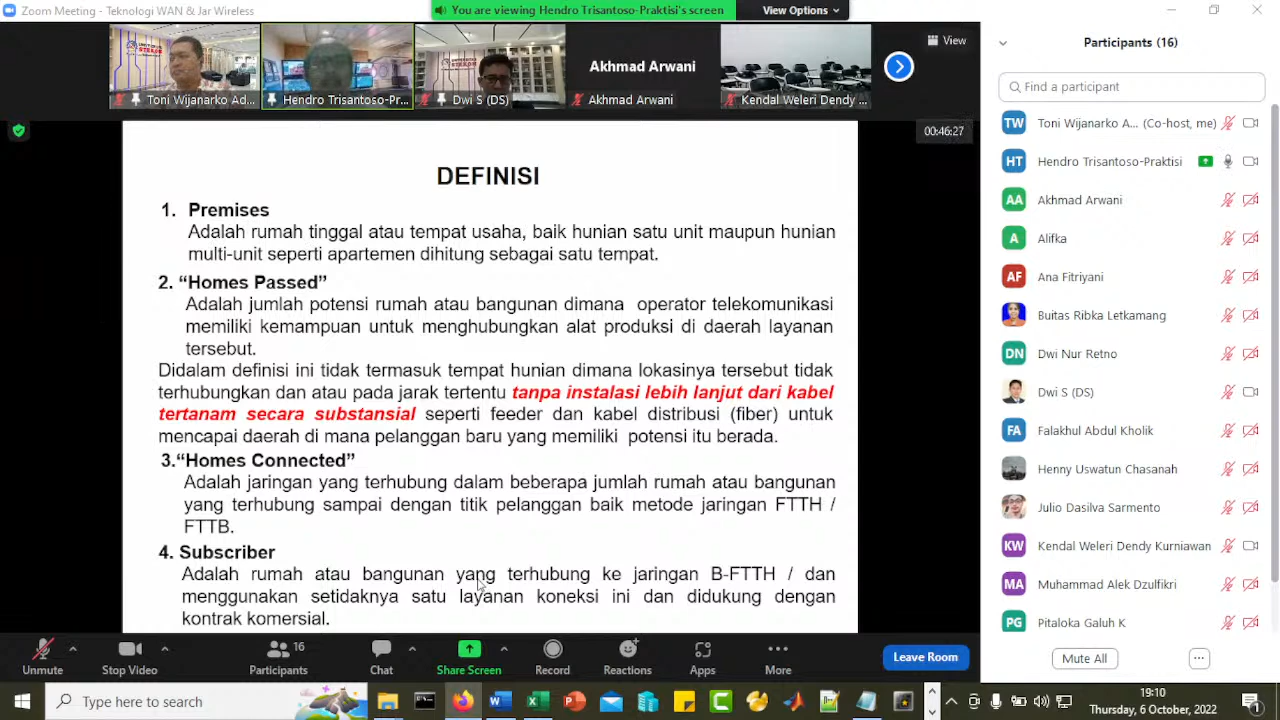 Zoom Meeting - Teknologi WAN & Jar Wireless
You are viewing Hendro Trisantoso-Praktisi's screen
View Options
Toni Wijanarko Ad...
Hendro Trisantoso-Pr...
Dwi S (DS)
Akhmad Arwani
Akhmad Arwani
Kendal Weleri Dendy ...
View
00:46:27
DEFINISI
1. Premises
Adalah rumah tinggal atau tempat usaha, baik hunian satu unit maupun hunian
multi-unit seperti apartemen dihitung sebagai satu tempat.
2. “Homes Passed”
Adalah jumlah potensi rumah atau bangunan dimana operator telekomunikasi
memiliki kemampuan untuk menghubungkan alat produksi di daerah layanan
tersebut.
Didalam definisi ini tidak termasuk tempat hunian dimana lokasinya tersebut tidak
terhubungkan dan atau pada jarak tertentu tanpa instalasi lebih lanjut dari kabel
tertanam secara substansial seperti feeder dan kabel distribusi (fiber) untuk
mencapai daerah di mana pelanggan baru yang memiliki potensi itu berada.
3.“Homes Connected”
Adalah jaringan yang terhubung dalam beberapa jumlah rumah atau bangunan
yang terhubung sampai dengan titik pelanggan baik metode jaringan FTTH /
FTTB.
4. Subscriber
Adalah rumah atau bangunan yang terhubung ke jaringan B-FTTH / dan
menggunakan setidaknya satu layanan koneksi ini dan didukung dengan
kontrak komersial.
Participants (16)
Find a participant
TW Toni Wijanarko A... (Co-host, me)
HT Hendro Trisantoso-Praktisi
AA Akhmad Arwani
A Alifka
AF Ana Fitriyani
Buitas Ribka Letkamang
DN Dwi Nur Retno
Dwi S (DS)
FA Falakhul Abdul Kholik
Henny Uswatun Chasanah
Julio Dasilva Sarmento
KW Kendal Weleri Dendy Kurniawan
MA Muhammad Alek Dzulfikri
PG Pitaloka Galuh K
Mute All
Unmute
Stop Video
16
Participants
Chat
Share Screen
Record
Reactions
Apps
More
Leave Room
Type here to search
19:10
Thursday, 6 October, 2022